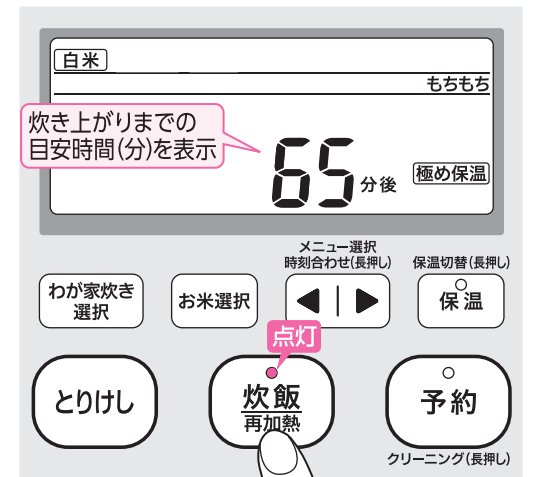 白米
もちもち
炊き上がりまでの
目安時間(分)を表示
65分後
極め保温
メニュー選択
時刻合わせ(長押し)
保温切替(長押し)
わが家炊き
選択
お米選択
◀|▶
保温
点灯
とりけし
炊飯
再加熱
予約
クリーニング(長押し)